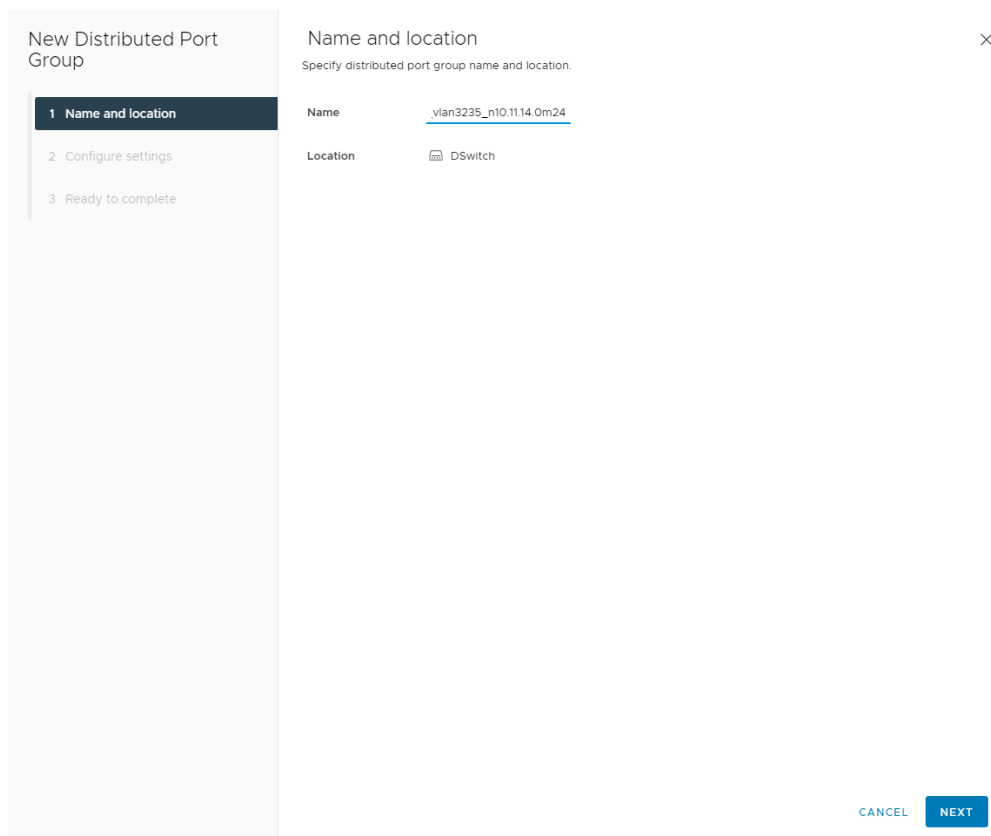 New Distributed Port
Group
1 Name and location
2 Configure settings
3 Ready to complete
Name and location
Specify distributed port group name and location.
Name
_vlan3235_n10.11.14.0m24
Location
DSwitch
CANCEL
NEXT